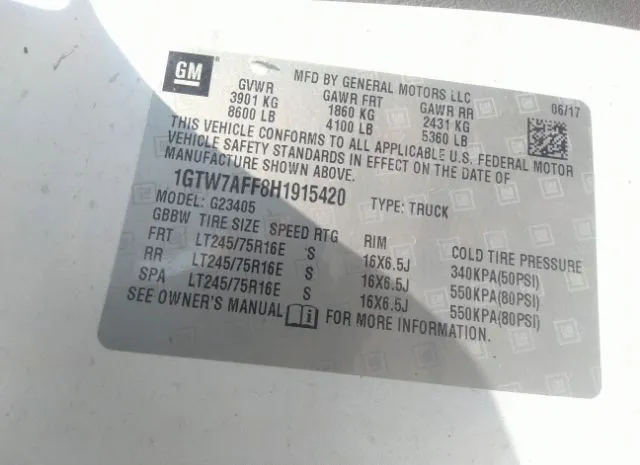 GM
MFD BY GENERAL MOTORS LLC
06/17
GVWR GAWR FRT GAWR RR
3901 KG 1860 KG 2431 KG
8600 LB 4100 LB 5360 LB
THIS VEHICLE CONFORMS TO ALL APPLICABLE U.S. FEDERAL MOTOR
VEHICLE SAFETY STANDARDS IN EFFECT ON THE DATE OF
MANUFACTURE SHOWN ABOVE.
1GTW7AFF8H1915420
MODEL: G23405 TYPE: TRUCK
GBBW TIRE SIZE SPEED RTG RIM COLD TIRE PRESSURE
FRT LT245/75R16E S 16X6.5J 340KPA(50PSI)
RR LT245/75R16E S 16X6.5J 550KPA(80PSI)
SPA LT245/75R16E S 16X6.5J 550KPA(80PSI)
SEE OWNER'S MANUAL i FOR MORE INFORMATION.